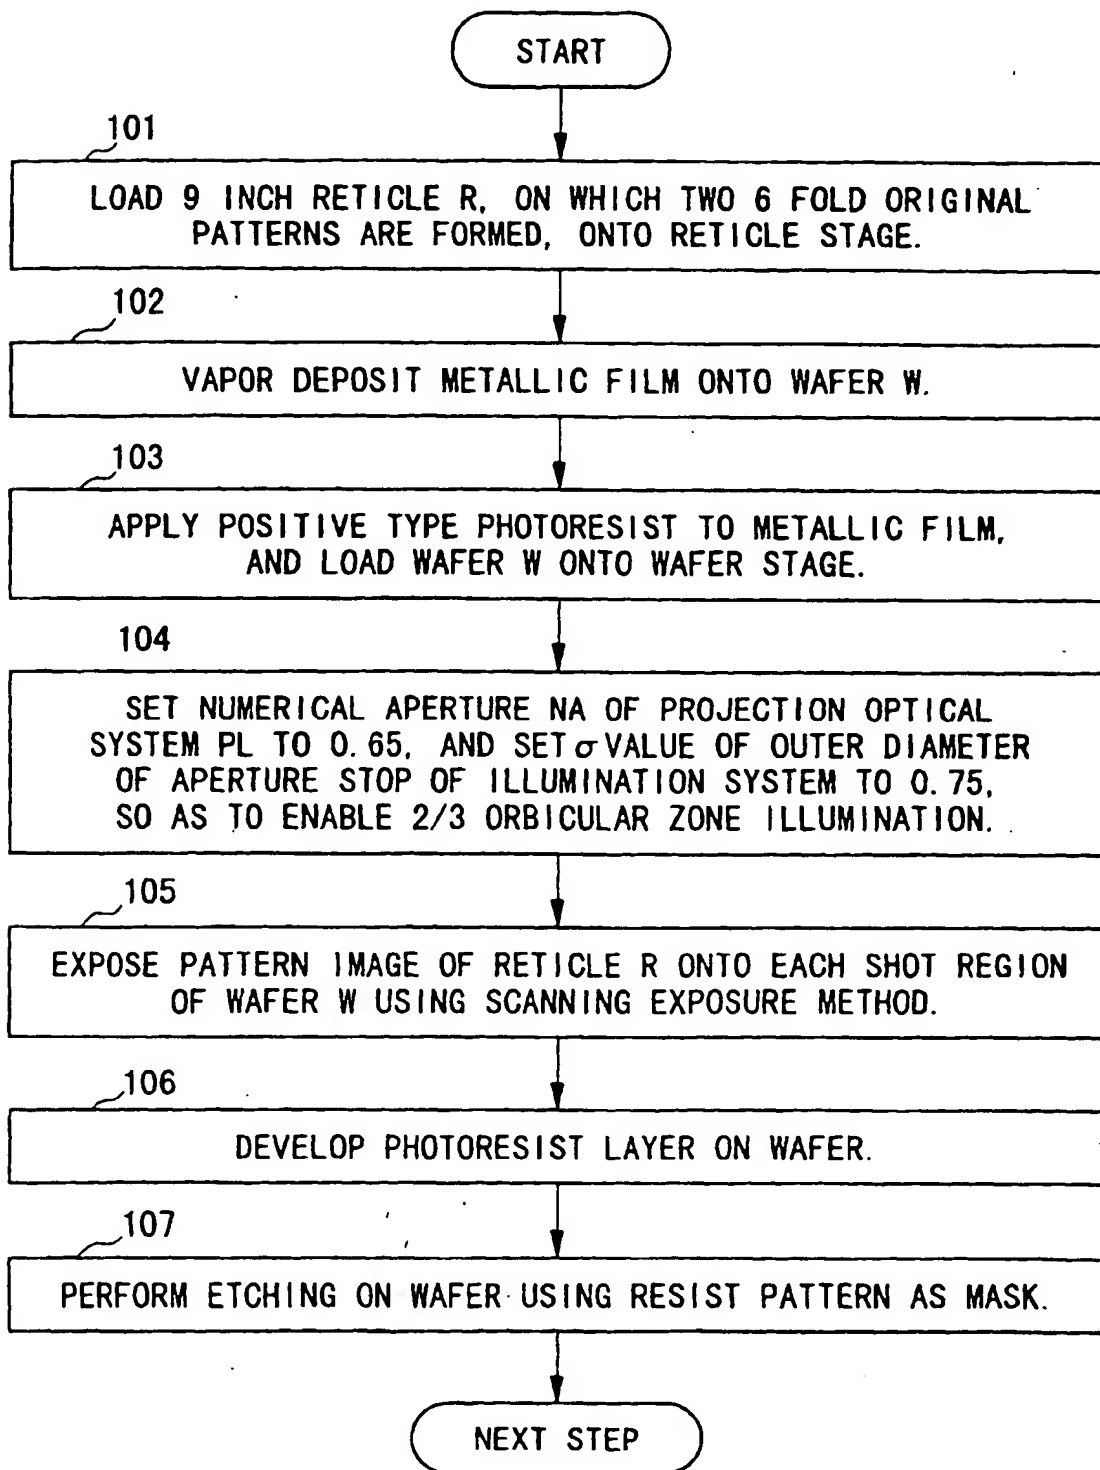 START
101
LOAD 9 INCH RETICLE R, ON WHICH TWO 6 FOLD ORIGINAL
PATTERNS ARE FORMED, ONTO RETICLE STAGE.
102
VAPOR DEPOSIT METALLIC FILM ONTO WAFER W.
103
APPLY POSITIVE TYPE PHOTORESIST TO METALLIC FILM,
AND LOAD WAFER W ONTO WAFER STAGE.
104
SET NUMERICAL APERTURE NA OF PROJECTION OPTICAL
SYSTEM PL TO 0.65, AND SET σ VALUE OF OUTER DIAMETER
OF APERTURE STOP OF ILLUMINATION SYSTEM TO 0.75,
SO AS TO ENABLE 2/3 ORBICULAR ZONE ILLUMINATION.
105
EXPOSE PATTERN IMAGE OF RETICLE R ONTO EACH SHOT REGION
OF WAFER W USING SCANNING EXPOSURE METHOD.
106
DEVELOP PHOTORESIST LAYER ON WAFER.
107
PERFORM ETCHING ON WAFER USING RESIST PATTERN AS MASK.
NEXT STEP